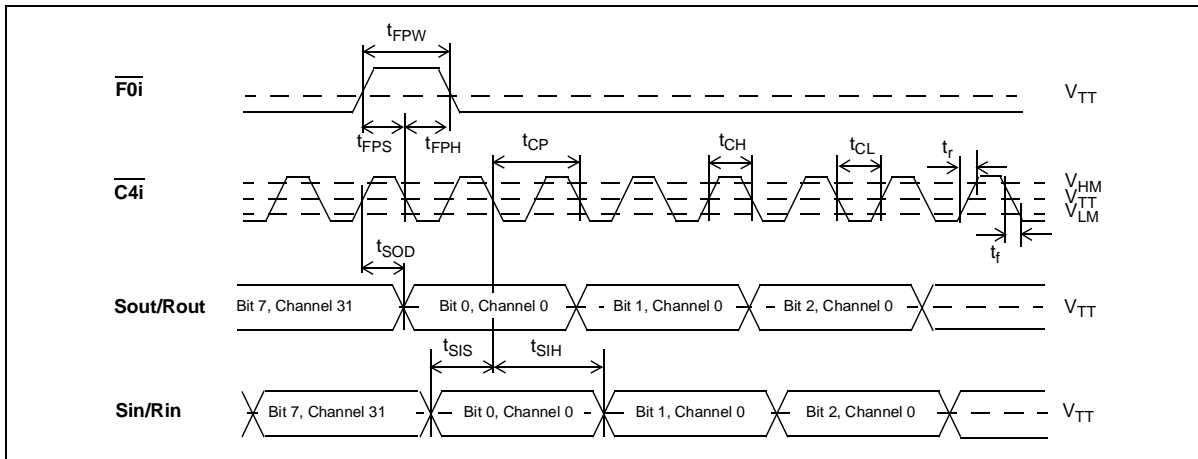 tFPW
F0i
VTT
tFPS
tFPH
tCP
tCH
tCL
tr
C4i
VHM
VTT
VLM
tSOD
tf
Sout/Rout
Bit 7, Channel 31
Bit 0, Channel 0
Bit 1, Channel 0
Bit 2, Channel 0
VTT
tSIS
tSIH
Sin/Rin
Bit 7, Channel 31
Bit 0, Channel 0
Bit 1, Channel 0
Bit 2, Channel 0
VTT